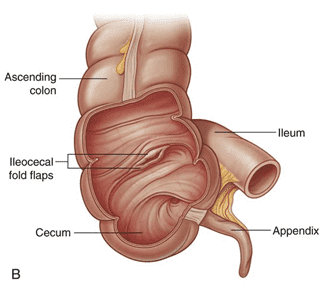 Ascending
colon
Ileum
Ileocecal
fold flaps
Cecum
Appendix
B